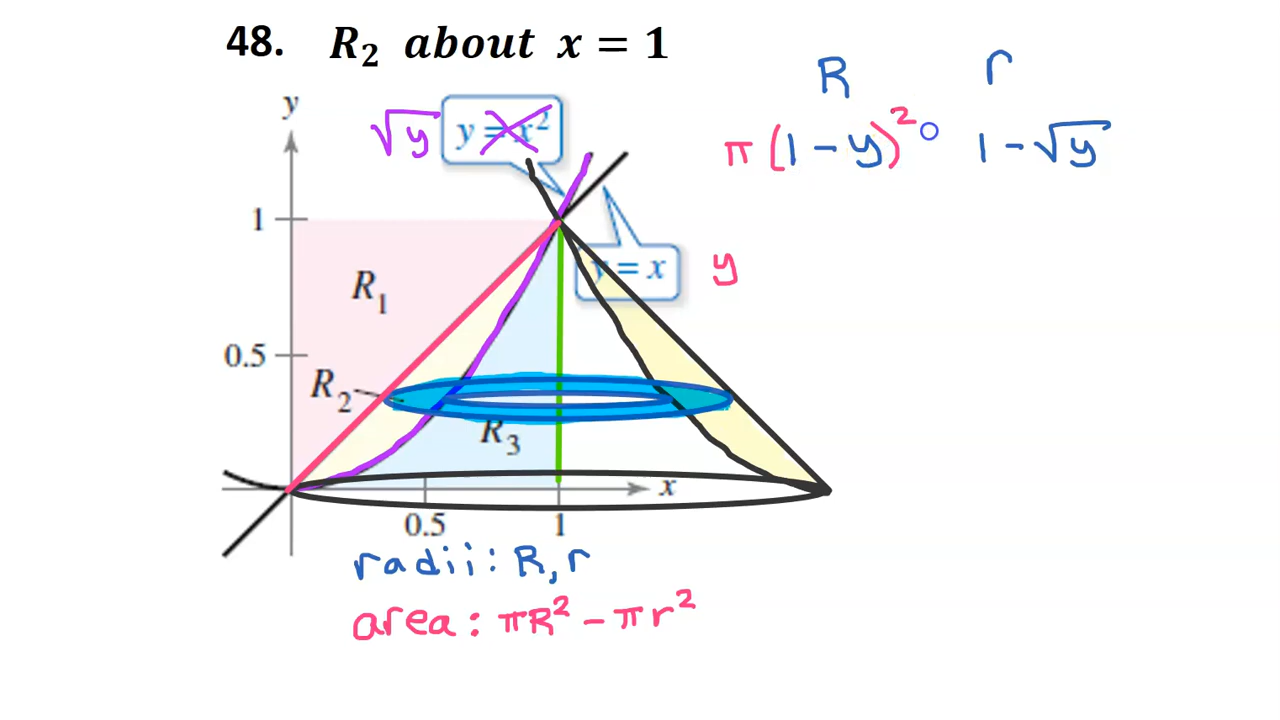 48. R₂ about x = 1
R r
y √y y = x²
π(1 - y)² 1 - √y
1
y = x y
R₁
0.5
R₂
R₃
x
0.5 1
radii: R, r
area: πR² - πr²